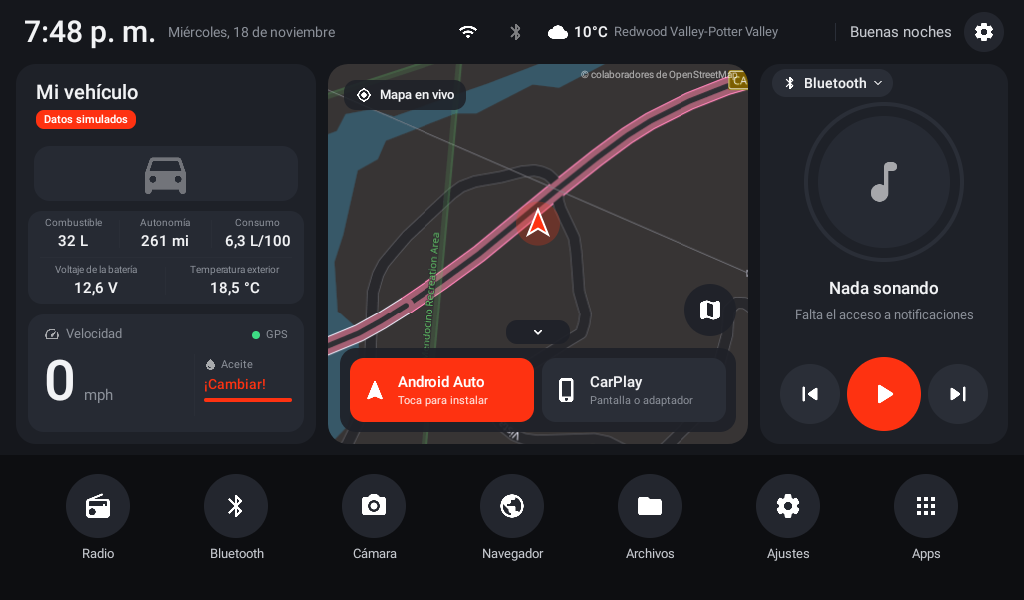 7:48 p. m.
Miércoles, 18 de noviembre
10°C Redwood Valley-Potter Valley
Buenas noches
Mi vehículo
Datos simulados
Combustible
32 L
Autonomía
261 mi
Consumo
6,3 L/100
Voltaje de la batería
12,6 V
Temperatura exterior
18,5 °C
Velocidad
GPS
0 mph
Aceite
¡Cambiar!
© colaboradores de OpenStreetMap
CA
Mapa en vivo
Recreation Area
Android Auto
Toca para instalar
CarPlay
Pantalla o adaptador
Bluetooth
Nada sonando
Falta el acceso a notificaciones
Radio
Bluetooth
Cámara
Navegador
Archivos
Ajustes
Apps